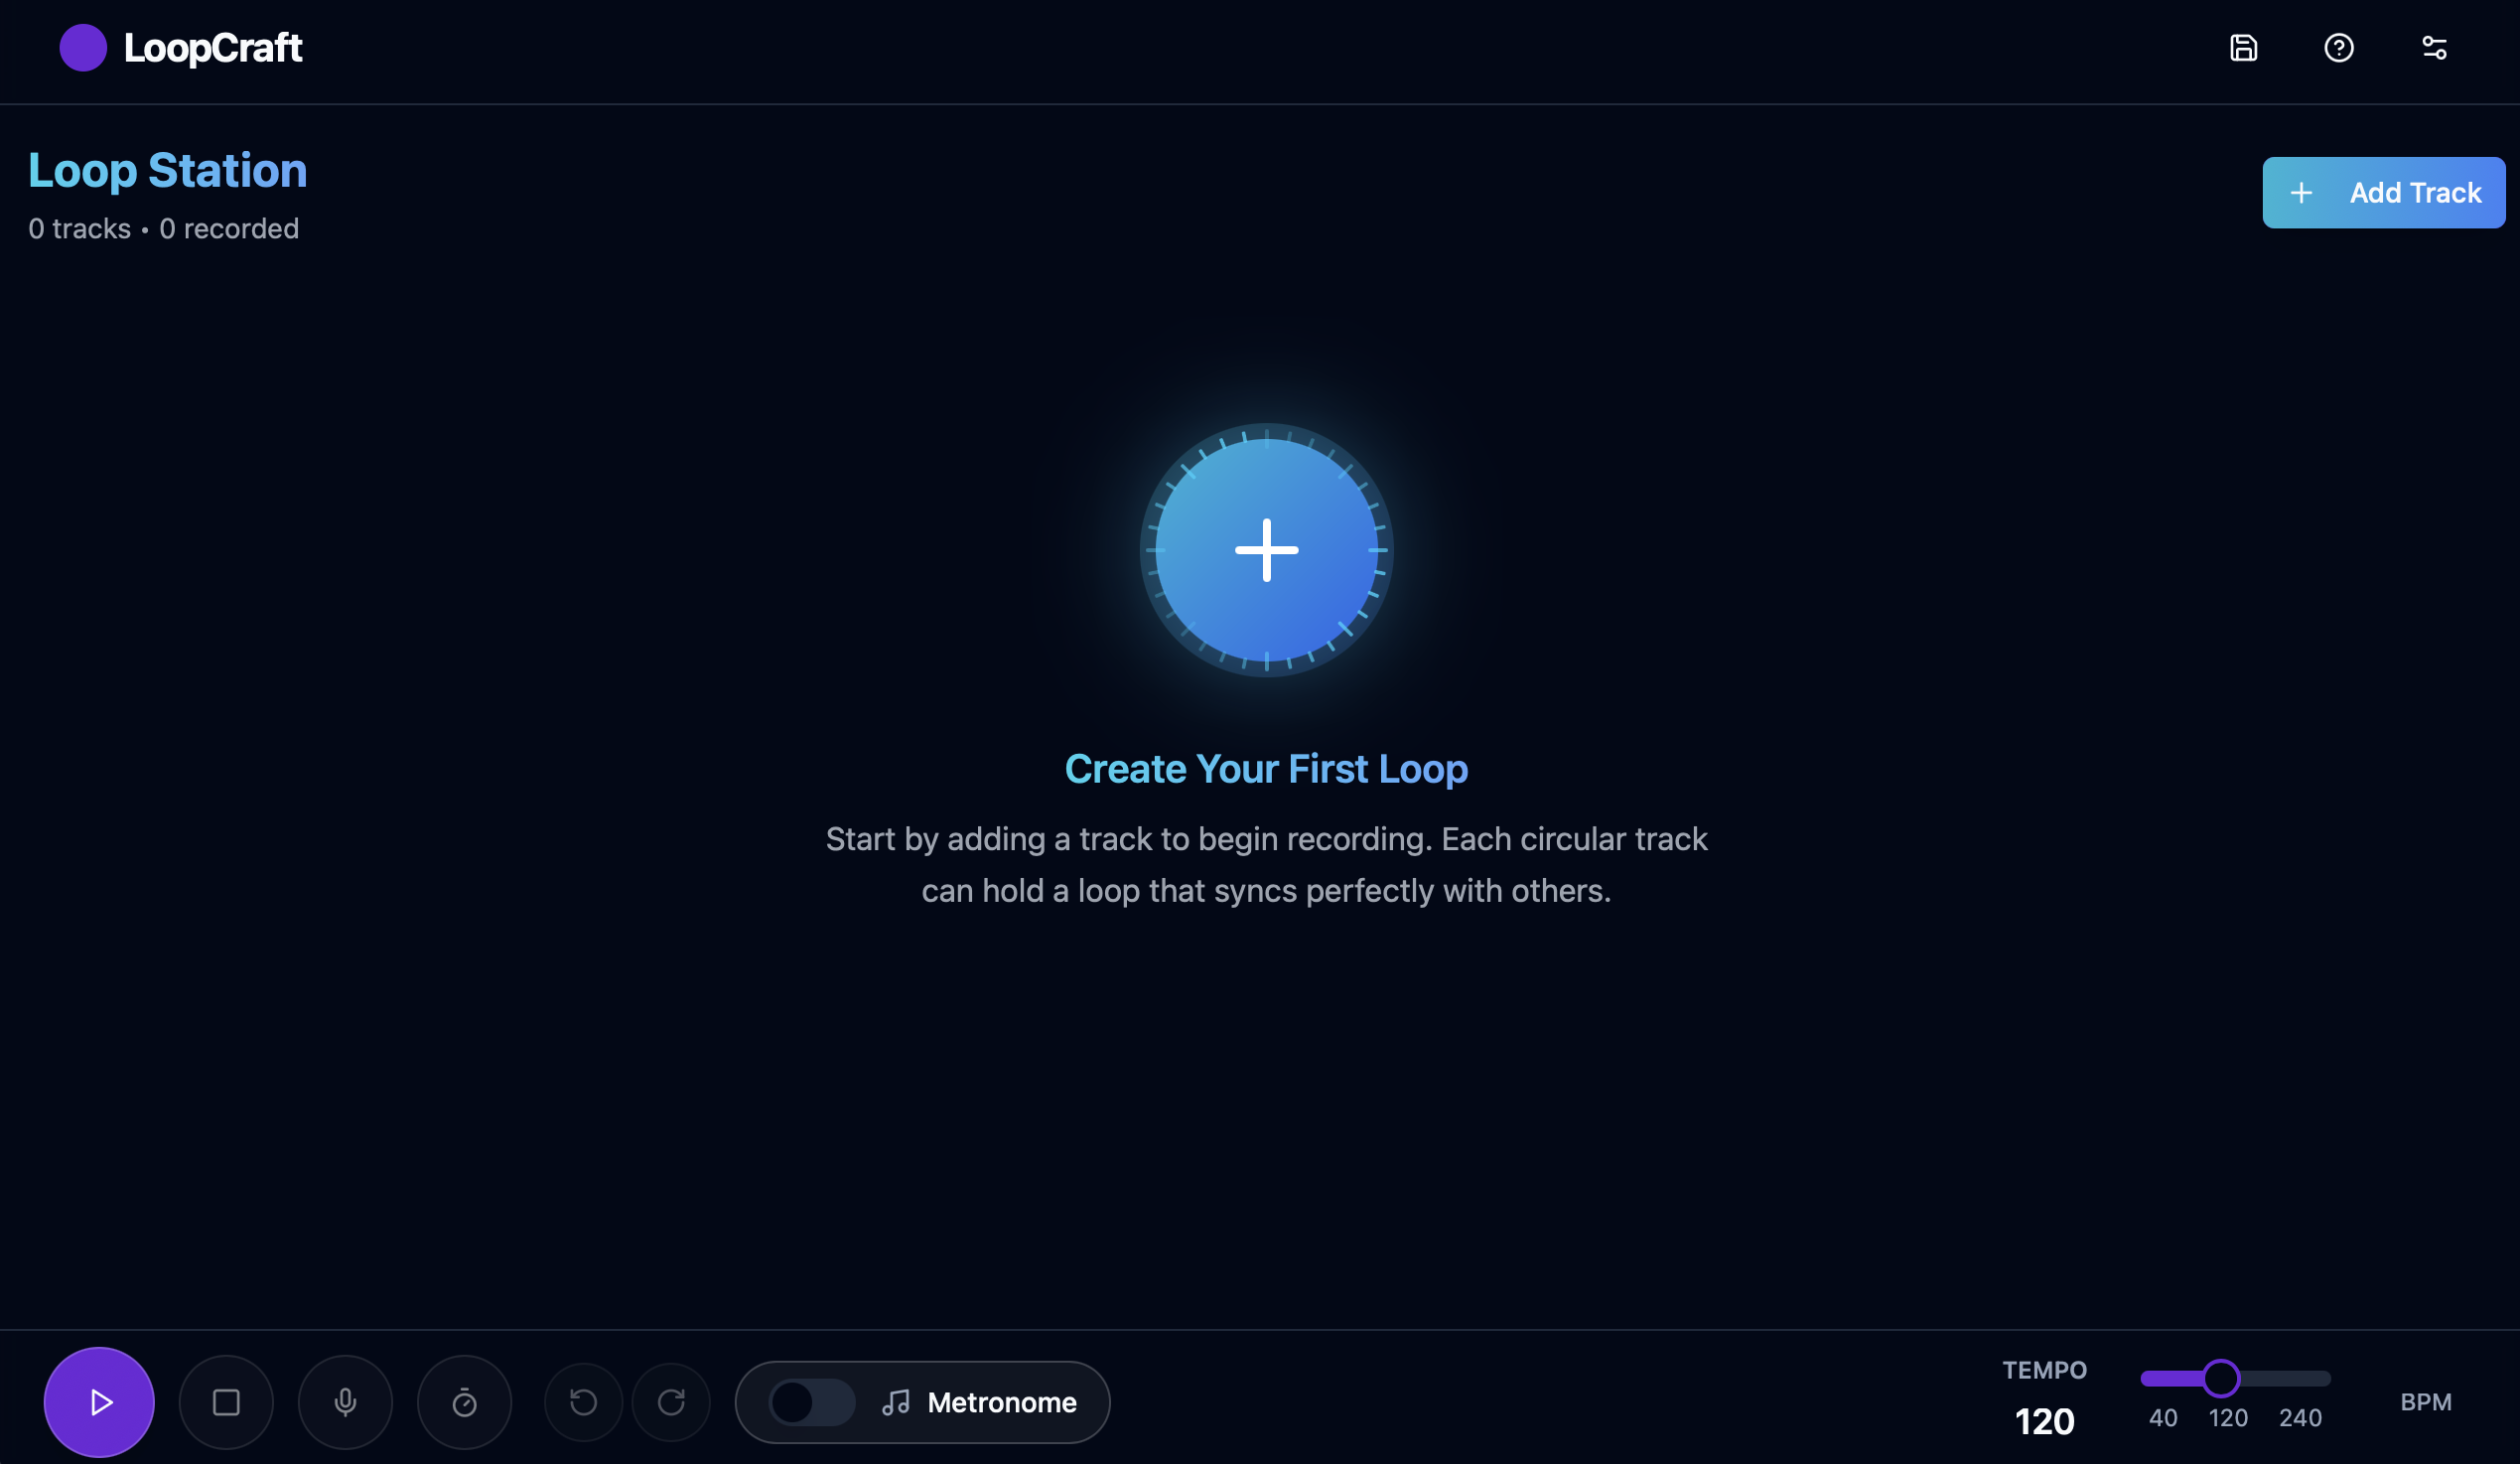 LoopCraft
Loop Station
0 tracks • 0 recorded
Add Track
Create Your First Loop
Start by adding a track to begin recording. Each circular track
can hold a loop that syncs perfectly with others.
Metronome
TEMPO
120
40 120 240
BPM